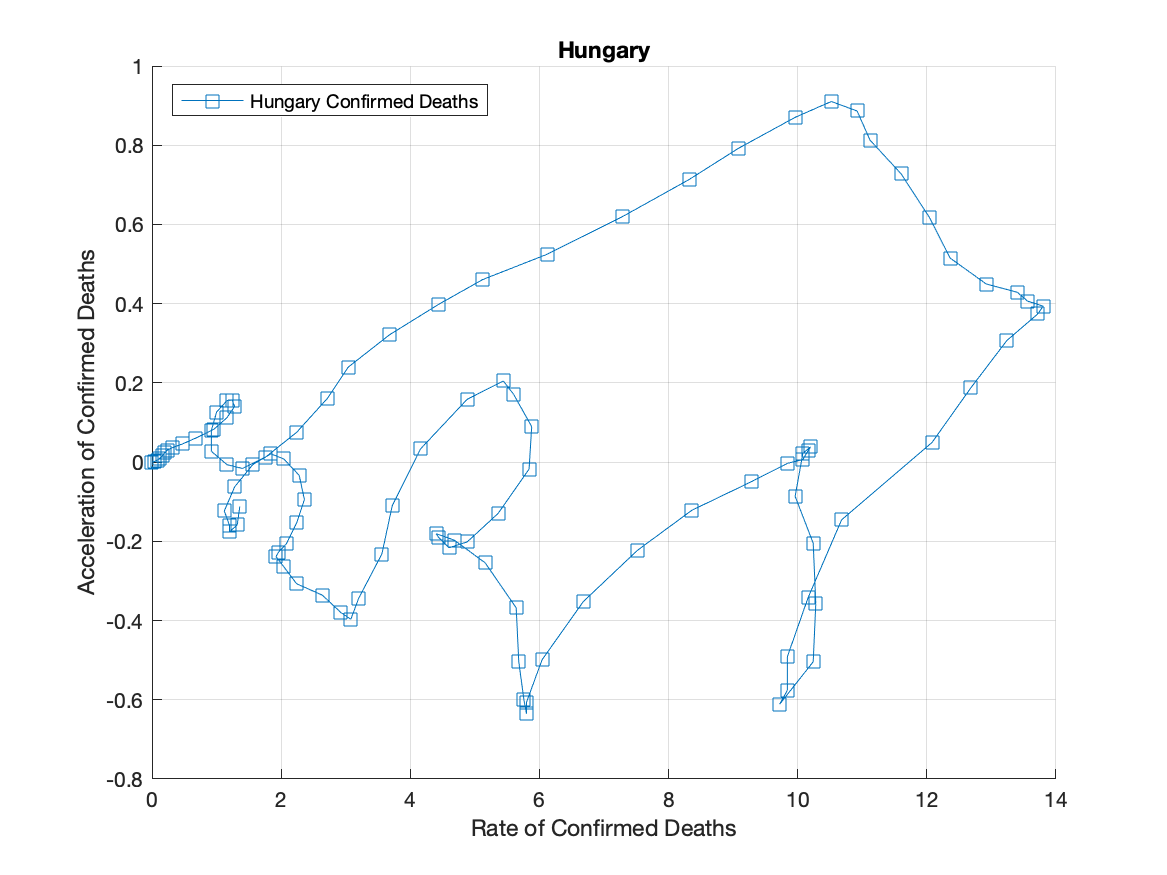 Hungary
Hungary Confirmed Deaths
Acceleration of Confirmed Deaths
1
0.8
0.6
0.4
0.2
0
-0.2
-0.4
-0.6
-0.8
0 2 4 6 8 10 12 14
Rate of Confirmed Deaths